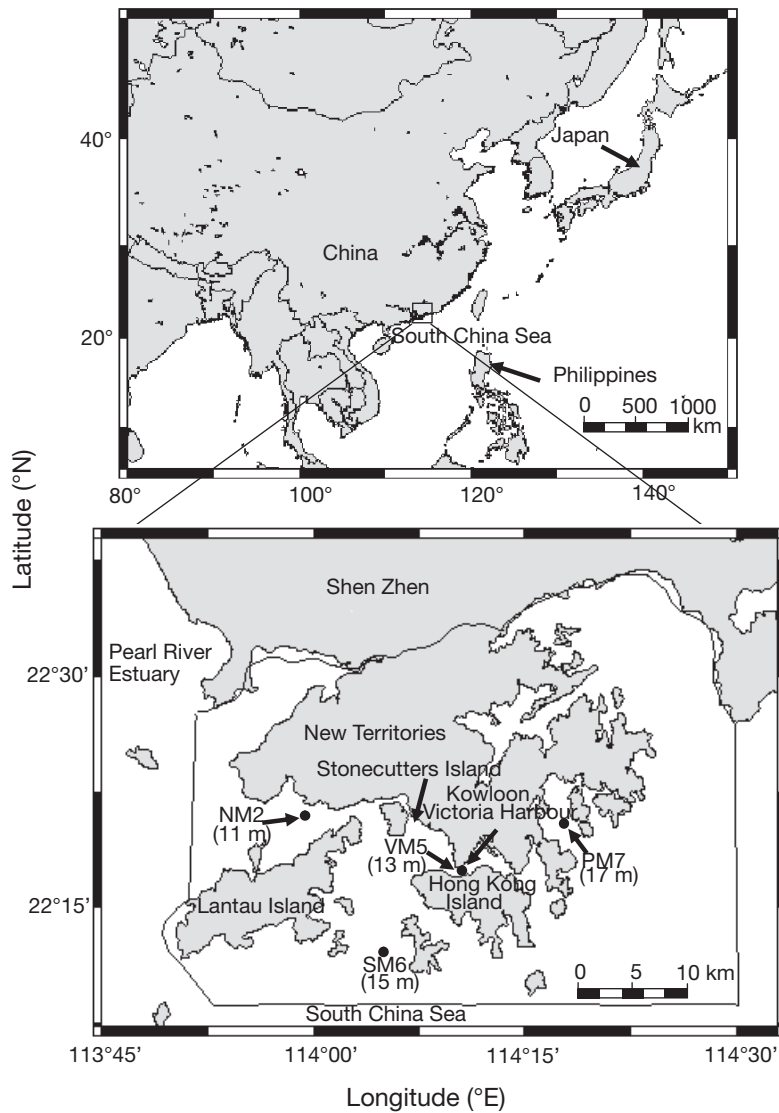 40°
20°
Japan
China
South China Sea
Philippines
0 500 1000
km
80° 100° 120° 140°
Latitude (°N)
Shen Zhen
Pearl River
Estuary
22°30’
New Territories
Stonecutters Island
Kowloon
Victoria Harbour
NM2
(11 m)
VM5
(13 m)
PM7
(17 m)
Hong Kong
Island
22°15’
Lantau Island
SM6
(15 m)
0 5 10 km
South China Sea
113°45’ 114°00’ 114°15’ 114°30’
Longitude (°E)